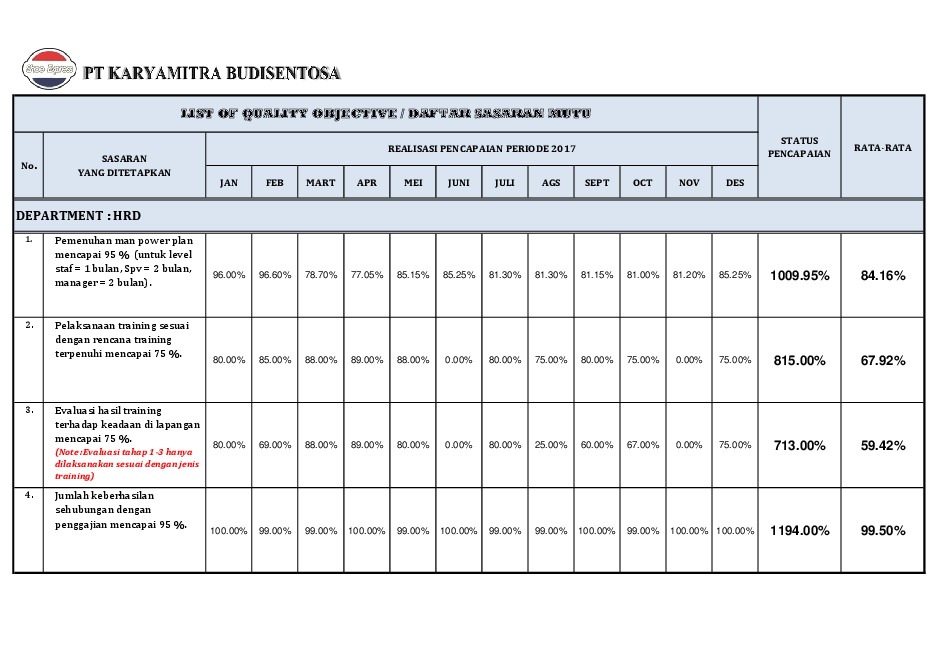 Shoo Express
PT KARYAMITRA BUDISENTOSA
LIST OF QUALITY OBJECTIVE / DAFTAR SASARAN MUTU
STATUS
PENCAPAIAN
RATA-RATA
No.
SASARAN
YANG DITETAPKAN
REALISASI PENCAPAIAN PERIODE 2017
JAN FEB MART APR MEI JUNI JULI AGS SEPT OCT NOV DES
DEPARTMENT : HRD
1.
Pemenuhan man power plan
mencapai 95 % (untuk level
staf = 1 bulan, Spv = 2 bulan,
manager = 2 bulan).
96.00% 96.60% 78.70% 77.05% 85.15% 85.25% 81.30% 81.30% 81.15% 81.00% 81.20% 85.25% 1009.95% 84.16%
2.
Pelaksanaan training sesuai
dengan rencana training
terpenuhi mencapai 75 %.
80.00% 85.00% 88.00% 89.00% 88.00% 0.00% 80.00% 75.00% 80.00% 75.00% 0.00% 75.00% 815.00% 67.92%
3.
Evaluasi hasil training
terhadap keadaan di lapangan
mencapai 75 %.
(Note:Evaluasi tahap 1-3 hanya
dilaksanakan sesuai dengan jenis
training)
80.00% 69.00% 88.00% 89.00% 80.00% 0.00% 80.00% 25.00% 60.00% 67.00% 0.00% 75.00% 713.00% 59.42%
4.
Jumlah keberhasilan
sehubungan dengan
penggajian mencapai 95 %.
100.00% 99.00% 99.00% 100.00% 99.00% 100.00% 99.00% 99.00% 100.00% 99.00% 100.00% 100.00% 1194.00% 99.50%